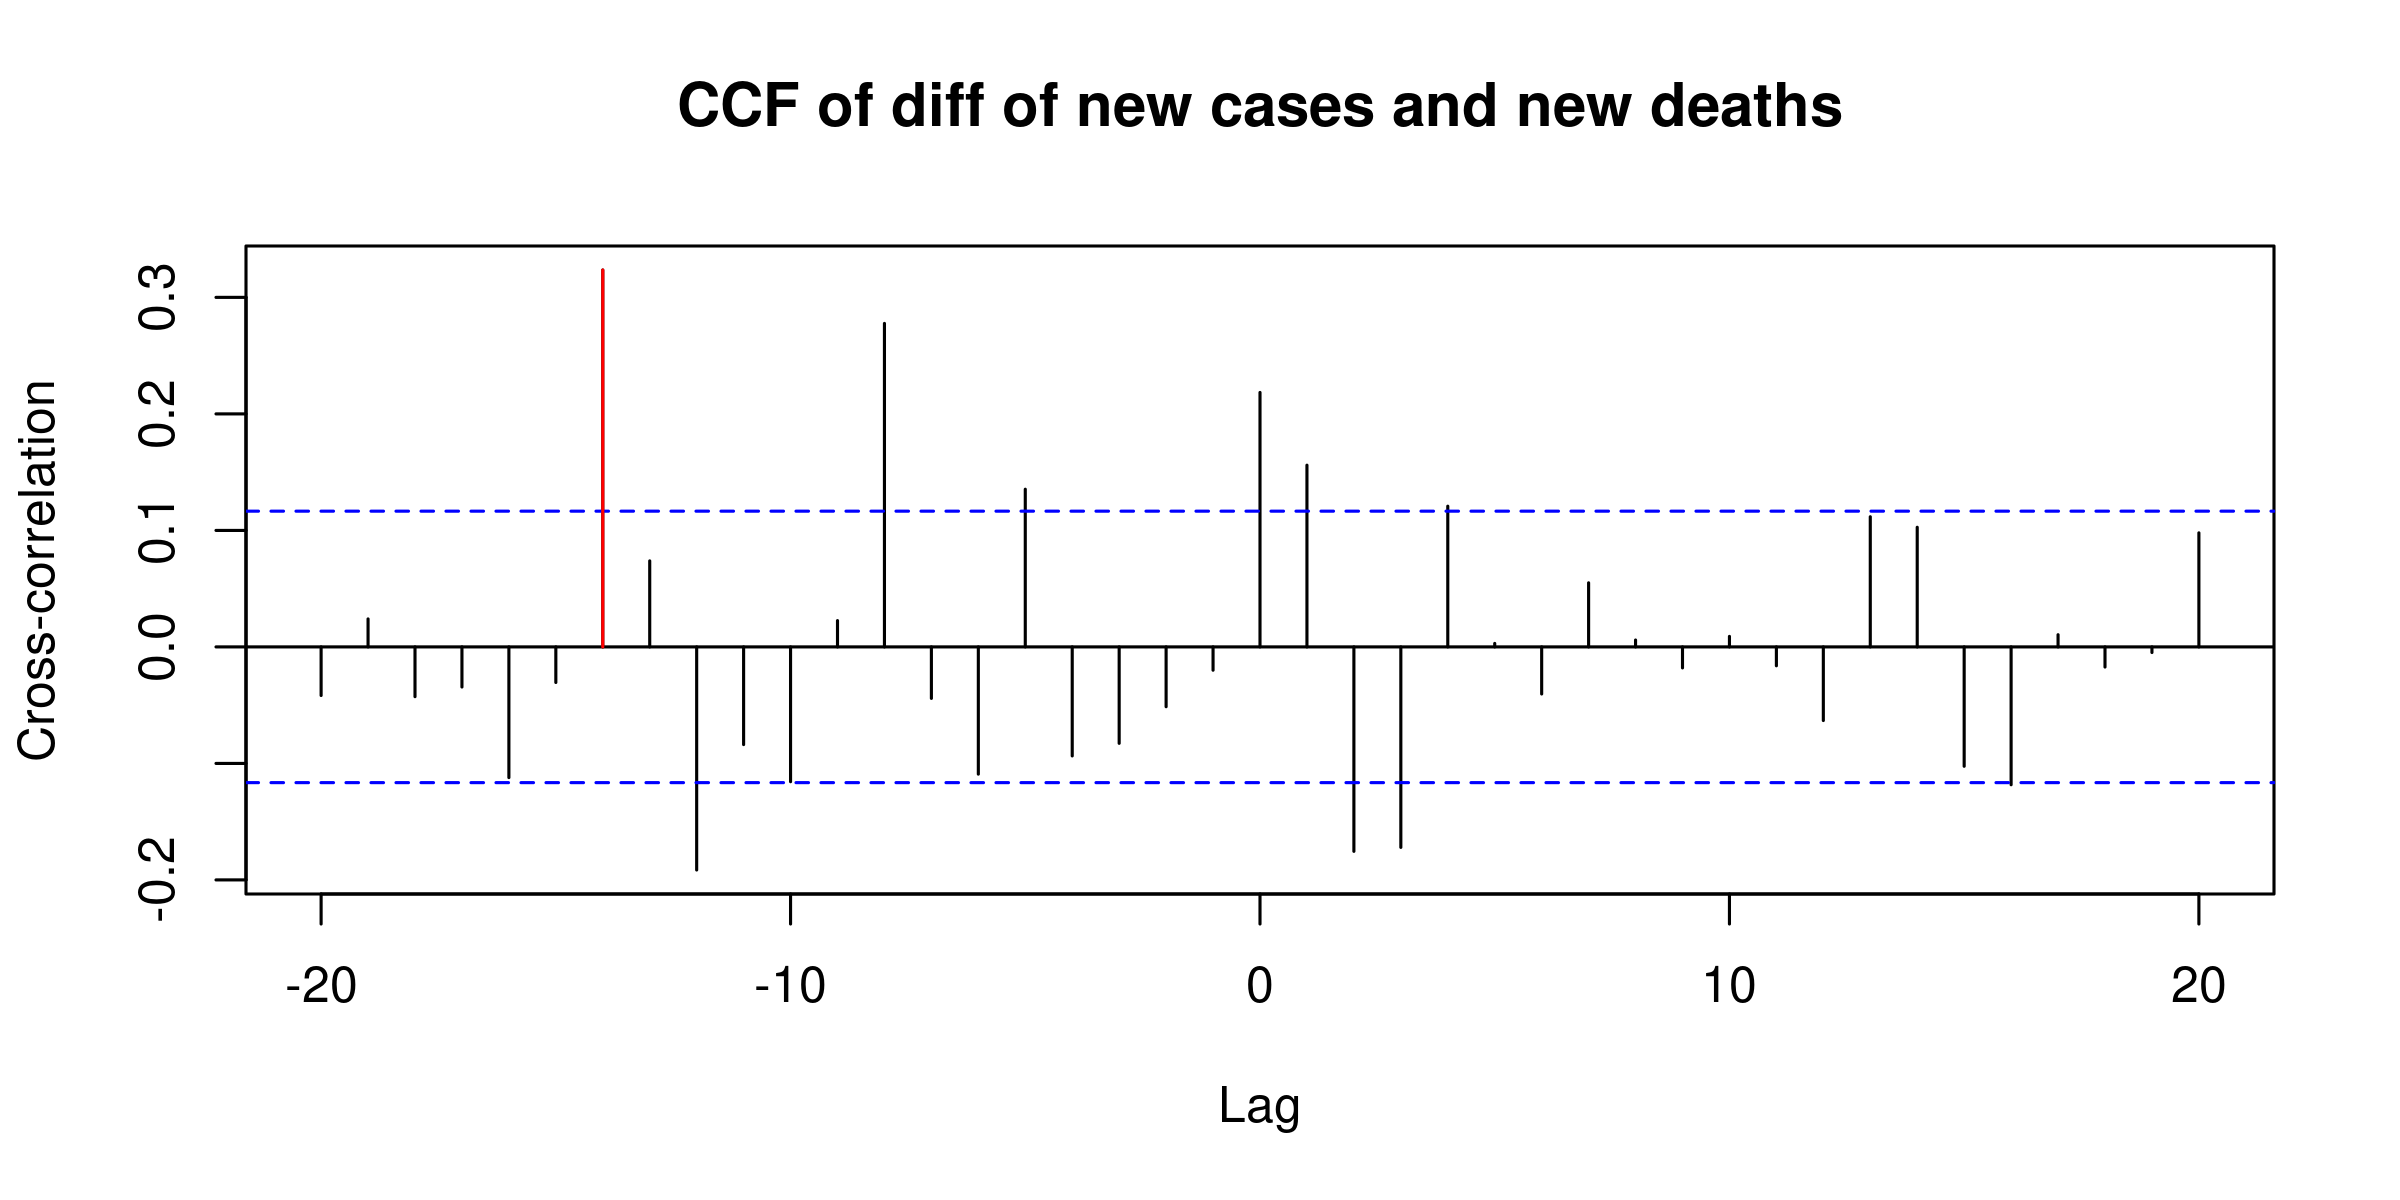 CCF of diff of new cases and new deaths
Cross-correlation
0.3
0.2
0.1
0.0
-0.2
-20 -10 0 10 20
Lag